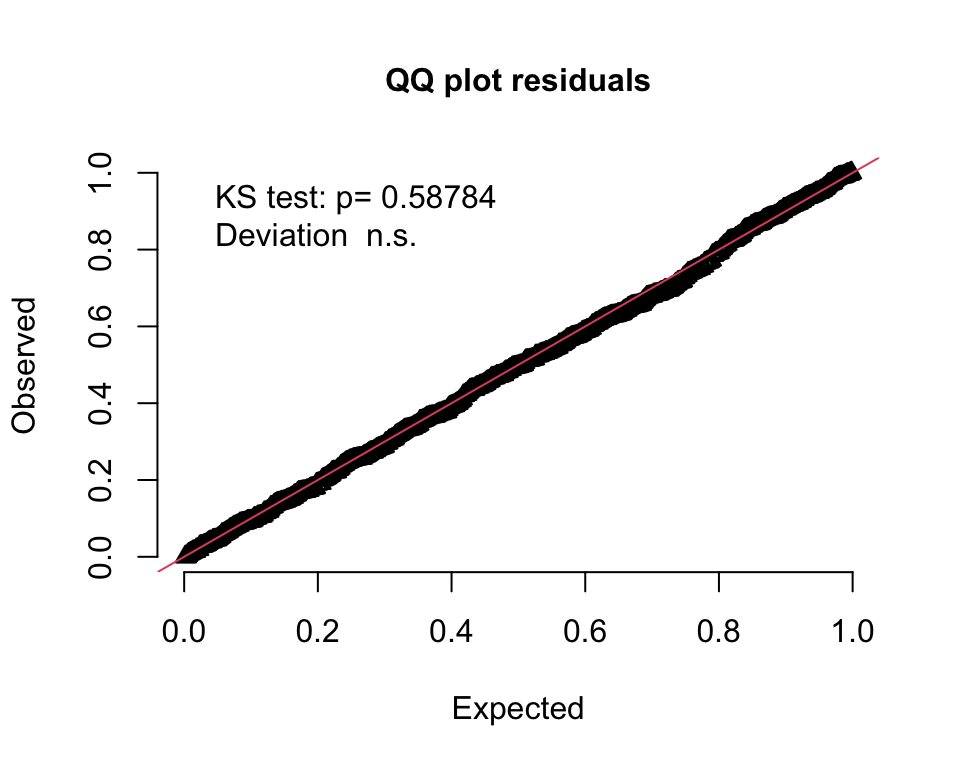 QQ plot residuals
KS test: p= 0.58784
Deviation  n.s.
Observed
0.0
0.2
0.4
0.6
0.8
1.0
0.0 0.2 0.4 0.6 0.8 1.0
Expected